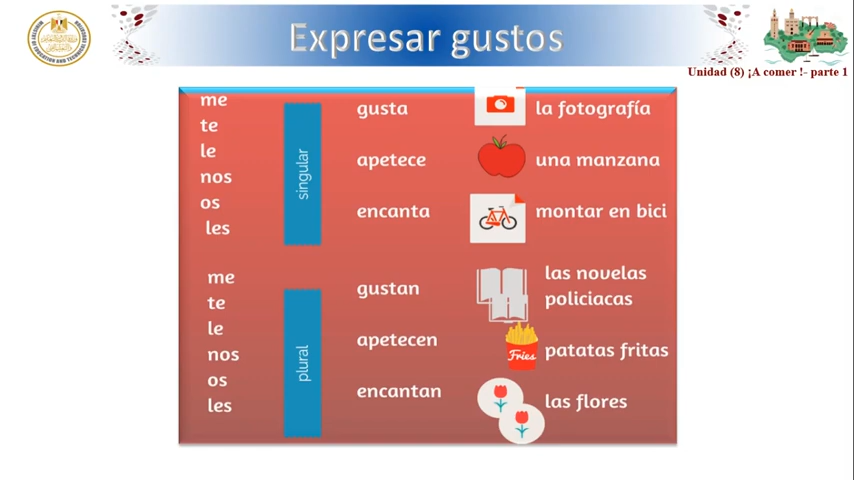 Expresar gustos
Unidad (8) ¡A comer !- parte 1
me
te
le
nos
os
les
singular
gusta
la fotografía
apetece
una manzana
encanta
montar en bici
me
te
le
nos
os
les
plural
gustan
las novelas
policiacas
apetecen
Fries
patatas fritas
encantan
las flores